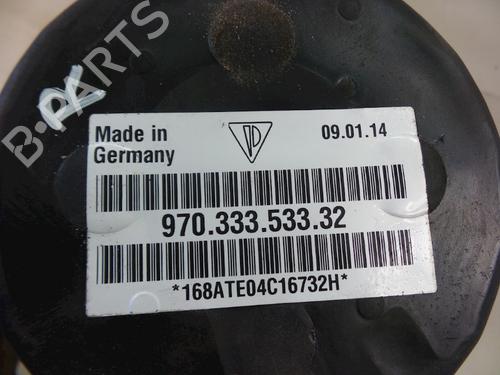 B-PARTS
Made in
Germany
09.01.14
970.333.533.32
*168ATE04C16732H*